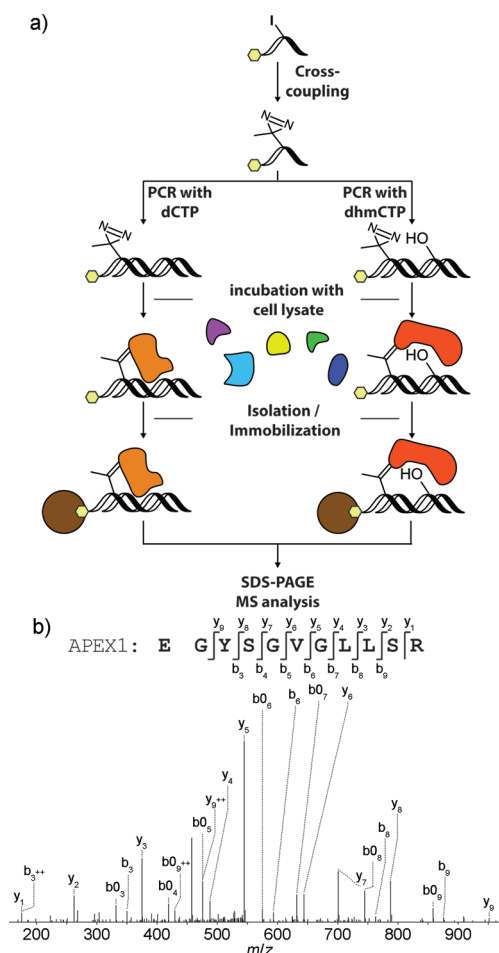 a)
I
Cross-
coupling
N N
PCR with
dCTP
PCR with
dhmCTP
N N
N N
HO
incubation with
cell lysate
HO
Isolation /
Immobilization
HO
SDS-PAGE
MS analysis
b)
y9 y8 y7 y6 y5 y4 y3 y2 y1
APEX1: E GYSGVGLLSR
b3 b4 b5 b6 b7 b8 b9
b06 b6 b07 y6
y5
y4
y9++
b05
y3
b09++
b3
b3++
y1
y2
b03
b04
y7
b08
b8
y8
b09
b9
y9
200 300 400 500 600 700 800 900
m/z